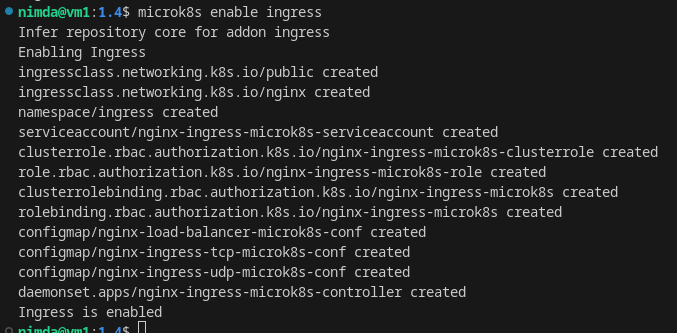 nimda@vm1:1.4$ microk8s enable ingress
Infer repository core for addon ingress
Enabling Ingress
ingressclass.networking.k8s.io/public created
ingressclass.networking.k8s.io/nginx created
namespace/ingress created
serviceaccount/nginx-ingress-microk8s-serviceaccount created
clusterrole.rbac.authorization.k8s.io/nginx-ingress-microk8s-clusterrole created
role.rbac.authorization.k8s.io/nginx-ingress-microk8s-role created
clusterrolebinding.rbac.authorization.k8s.io/nginx-ingress-microk8s created
rolebinding.rbac.authorization.k8s.io/nginx-ingress-microk8s created
configmap/nginx-load-balancer-microk8s-conf created
configmap/nginx-ingress-tcp-microk8s-conf created
configmap/nginx-ingress-udp-microk8s-conf created
daemonset.apps/nginx-ingress-microk8s-controller created
Ingress is enabled
nimda@vm1:1.4$